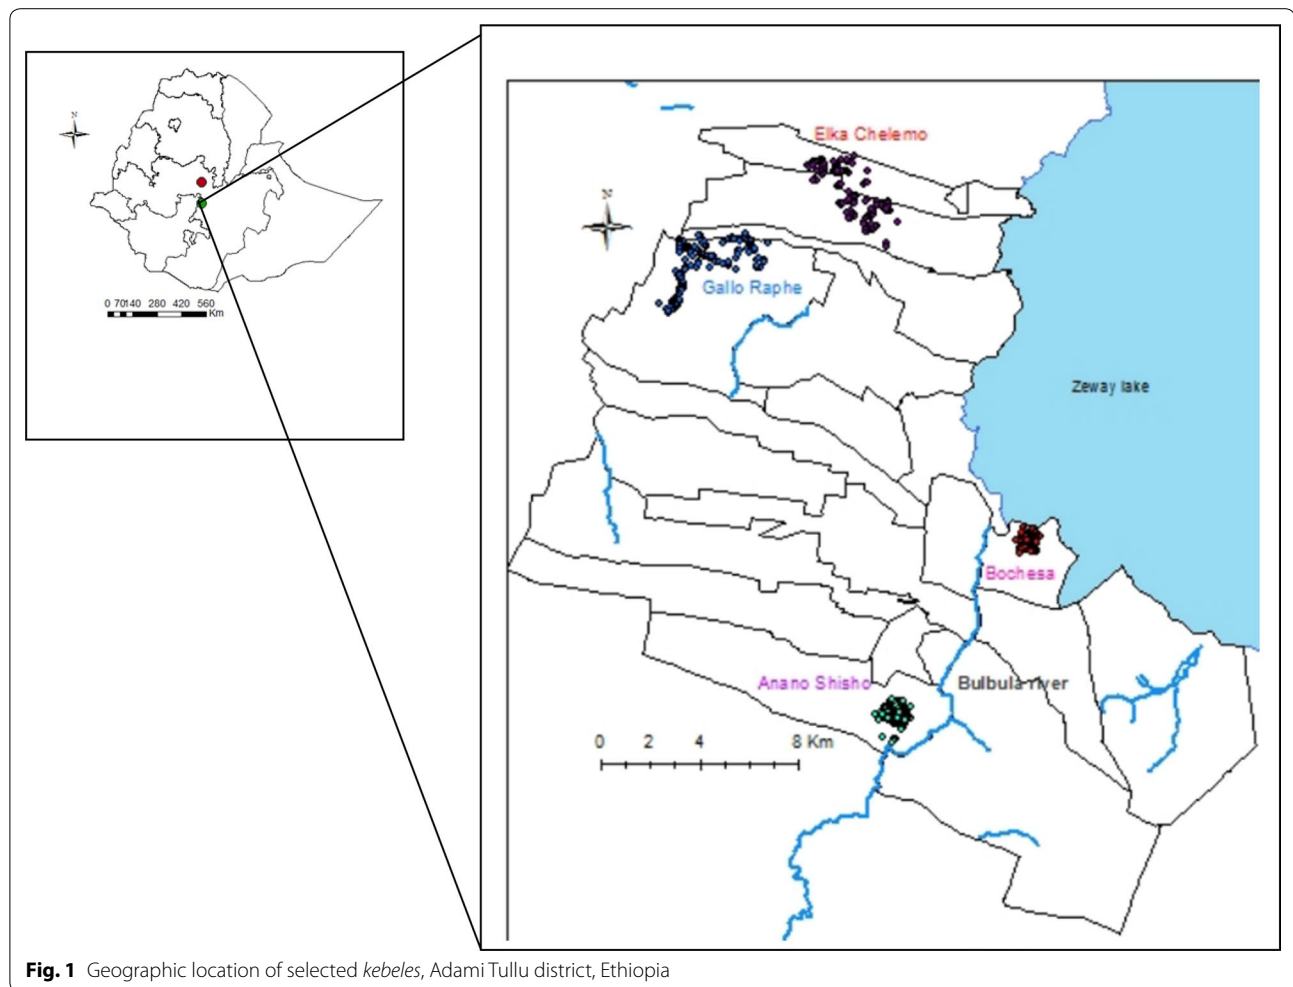 N
0 70140 280 420 560
Km
Elka Chelemo
N
Gallo Raphe
Zeway lake
Bochesa
Anano Shisho
Bulbula river
0 2 4 8 Km
Fig. 1 Geographic location of selected kebeles, Adami Tullu district, Ethiopia